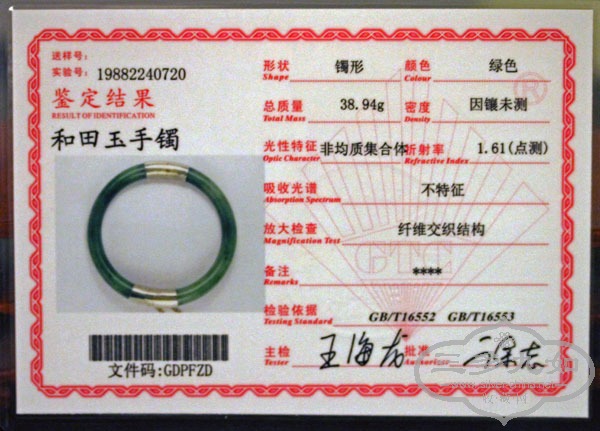 送样号:
实验号: 19882240720
鉴定结果
RESULT OF IDENTIFICATION
和田玉手镯
文件码:GDPFZD
形状 镯形 颜色 绿色
Shape Colour
总质量 38.94g 密度 因镶未测
Total Mass Density
光性特征 非均质集合体 折射率 1.61(点测)
Optic Character Refractive Index
吸收光谱 不特征
Absorption Spectrum
放大检查 纤维交织结构
Magnification Test
备注 ****
Remarks
检验依据 GB/T16552 GB/T16553
Testing Standard
主检 王海 批准
Tester Authorizer
GTC
®